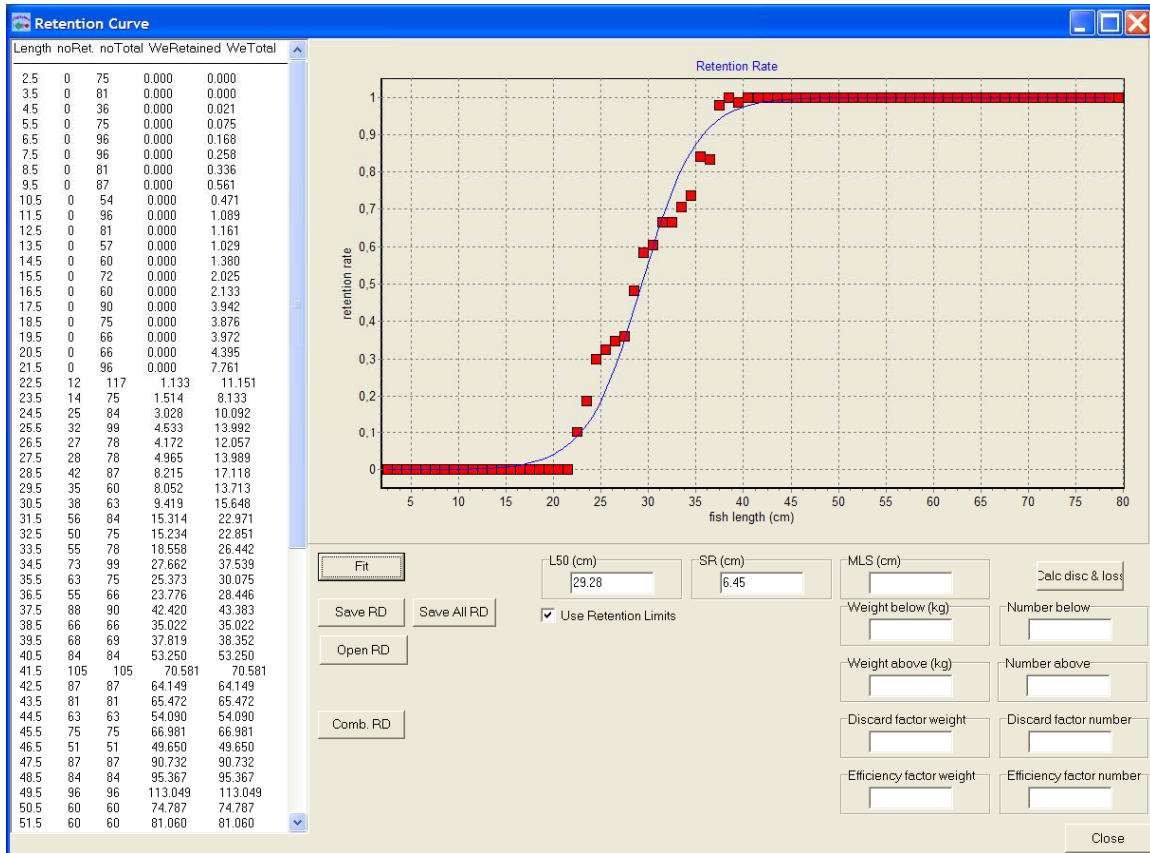 Retention Curve
Length noRet. noTotal WeRetained WeTotal
2.5 0 75 0.000 0.000
3.5 0 81 0.000 0.000
4.5 0 36 0.000 0.021
5.5 0 75 0.000 0.075
6.5 0 96 0.000 0.168
7.5 0 96 0.000 0.258
8.5 0 81 0.000 0.336
9.5 0 87 0.000 0.561
10.5 0 54 0.000 0.471
11.5 0 96 0.000 1.089
12.5 0 81 0.000 1.161
13.5 0 57 0.000 1.029
14.5 0 60 0.000 1.380
15.5 0 72 0.000 2.025
16.5 0 60 0.000 2.133
17.5 0 90 0.000 3.942
18.5 0 75 0.000 3.876
19.5 0 66 0.000 3.972
20.5 0 66 0.000 4.395
21.5 0 96 0.000 7.761
22.5 12 117 1.133 11.151
23.5 14 75 1.514 8.133
24.5 25 84 3.028 10.092
25.5 32 99 4.533 13.992
26.5 27 78 4.172 12.057
27.5 28 78 4.965 13.989
28.5 42 87 8.215 17.118
29.5 35 60 8.052 13.713
30.5 38 63 9.419 15.648
31.5 56 84 15.314 22.971
32.5 50 75 15.234 22.851
33.5 55 78 18.558 26.442
34.5 73 99 27.662 37.539
35.5 63 75 25.373 30.075
36.5 55 66 23.776 28.446
37.5 88 90 42.420 43.383
38.5 66 66 35.022 35.022
39.5 68 69 37.819 38.352
40.5 84 84 53.250 53.250
41.5 105 105 70.581 70.581
42.5 87 87 64.149 64.149
43.5 81 81 65.472 65.472
44.5 63 63 54.090 54.090
45.5 75 75 66.981 66.981
46.5 51 51 49.650 49.650
47.5 87 87 90.732 90.732
48.5 84 84 95.367 95.367
49.5 96 96 113.049 113.049
50.5 60 60 74.787 74.787
51.5 60 60 81.060 81.060
Retention Rate
retention rate
1
0,9
0,8
0,7
0,6
0,5
0,4
0,3
0,2
0,1
0
5 10 15 20 25 30 35 40 45 50 55 60 65 70 75 80
fish length (cm)
Fit
L50 (cm)
29.28
SR (cm)
6.45
MLS (cm)
Calc disc & loss
Save RD
Save All RD
Use Retention Limits
Weight below (kg)
Number below
Open RD
Weight above (kg)
Number above
Comb. RD
Discard factor weight
Discard factor number
Efficiency factor weight
Efficiency factor number
Close